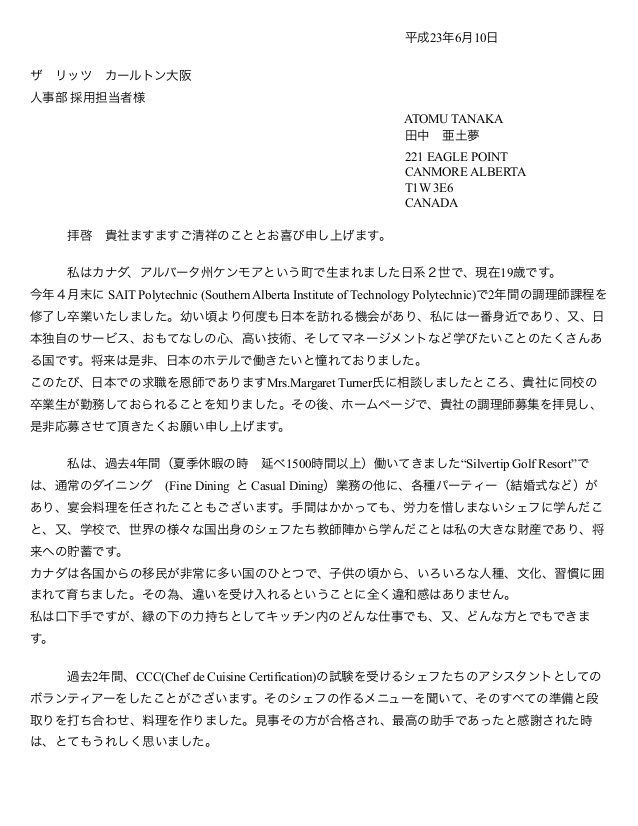 平成23年6月10日
ザ　リッツ　カールトン大阪
人事部 採用担当者様
ATOMU TANAKA
田中　亜土夢
221 EAGLE POINT
CANMORE ALBERTA
T1W 3E6
CANADA
拝啓　貴社ますますご清祥のこととお喜び申し上げます。
私はカナダ、アルバータ州ケンモアという町で生まれました日系２世で、現在19歳です。
今年４月末に SAIT Polytechnic (Southern Alberta Institute of Technology Polytechnic)で2年間の調理師課程を
修了し卒業いたしました。幼い頃より何度も日本を訪れる機会があり、私には一番身近であり、又、日
本独自のサービス、おもてなしの心、高い技術、そしてマネージメントなど学びたいことのたくさんあ
る国です。将来は是非、日本のホテルで働きたいと憧れておりました。
このたび、日本での求職を恩師でありますMrs.Margaret Turner氏に相談しましたところ、貴社に同校の
卒業生が勤務しておられることを知りました。その後、ホームページで、貴社の調理師募集を拝見し、
是非応募させて頂きたくお願い申し上げます。
私は、過去4年間（夏季休暇の時　延べ1500時間以上）働いてきました“Silvertip Golf Resort”で
は、通常のダイニング　(Fine Dining と Casual Dining）業務の他に、各種パーティー（結婚式など）が
あり、宴会料理を任されたこともございます。手間はかかっても、労力を惜しまないシェフに学んだこ
と、又、学校で、世界の様々な国出身のシェフたち教師陣から学んだことは私の大きな財産であり、将
来への貯蓄です。
カナダは各国からの移民が非常に多い国のひとつで、子供の頃から、いろいろな人種、文化、習慣に囲
まれて育ちました。その為、違いを受け入れるということに全く違和感はありません。
私は口下手ですが、縁の下の力持ちとしてキッチン内のどんな仕事でも、又、どんな方とでもできま
す。
過去2年間、CCC(Chef de Cuisine Certification)の試験を受けるシェフたちのアシスタントとしての
ボランティアーをしたことがございます。そのシェフの作るメニューを聞いて、そのすべての準備と段
取りを打ち合わせ、料理を作りました。見事その方が合格され、最高の助手であったと感謝された時
は、とてもうれしく思いました。